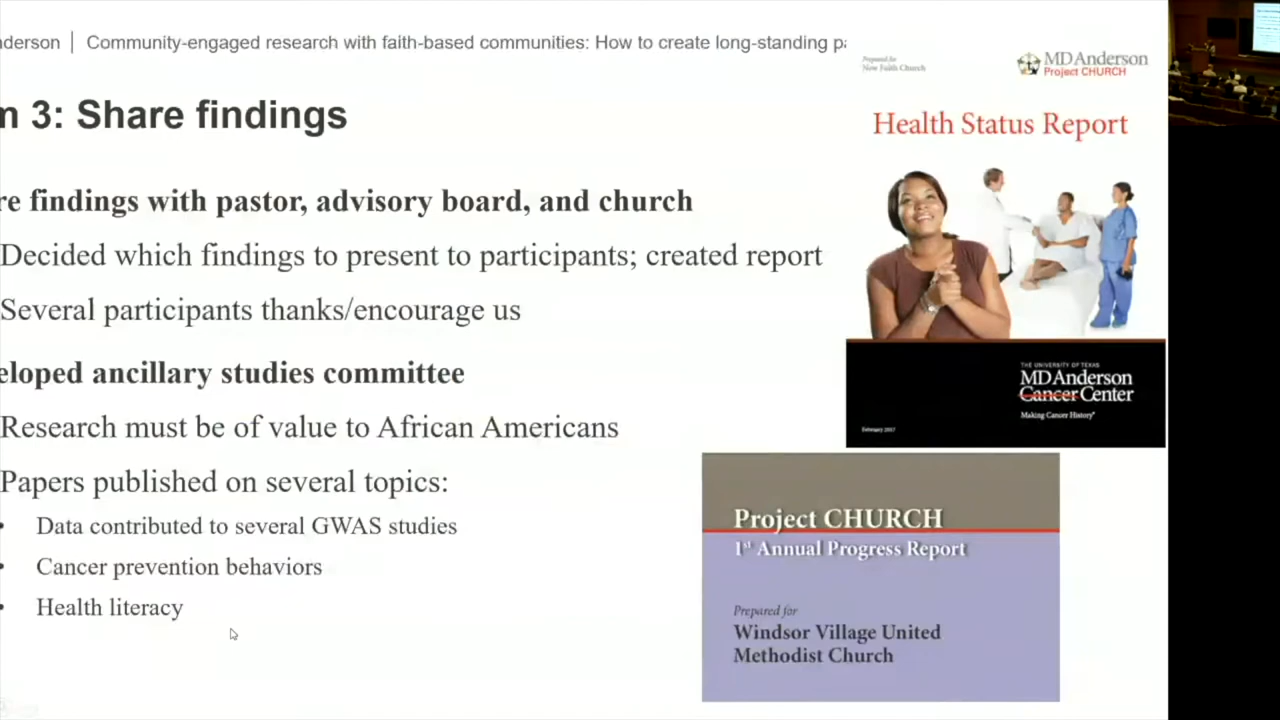 nderson | Community-engaged research with faith-based communities: How to create long-standing pa
m 3: Share findings
re findings with pastor, advisory board, and church
Decided which findings to present to participants; created report
Several participants thanks/encourage us
eloped ancillary studies committee
Research must be of value to African Americans
Papers published on several topics:
• Data contributed to several GWAS studies
• Cancer prevention behaviors
• Health literacy
Prepared for
New Faith Church
MD Anderson
Project CHURCH
Health Status Report
THE UNIVERSITY OF TEXAS
MD Anderson
Cancer Center
Making Cancer History®
February 2017
Project CHURCH
1st Annual Progress Report
Prepared for
Windsor Village United
Methodist Church